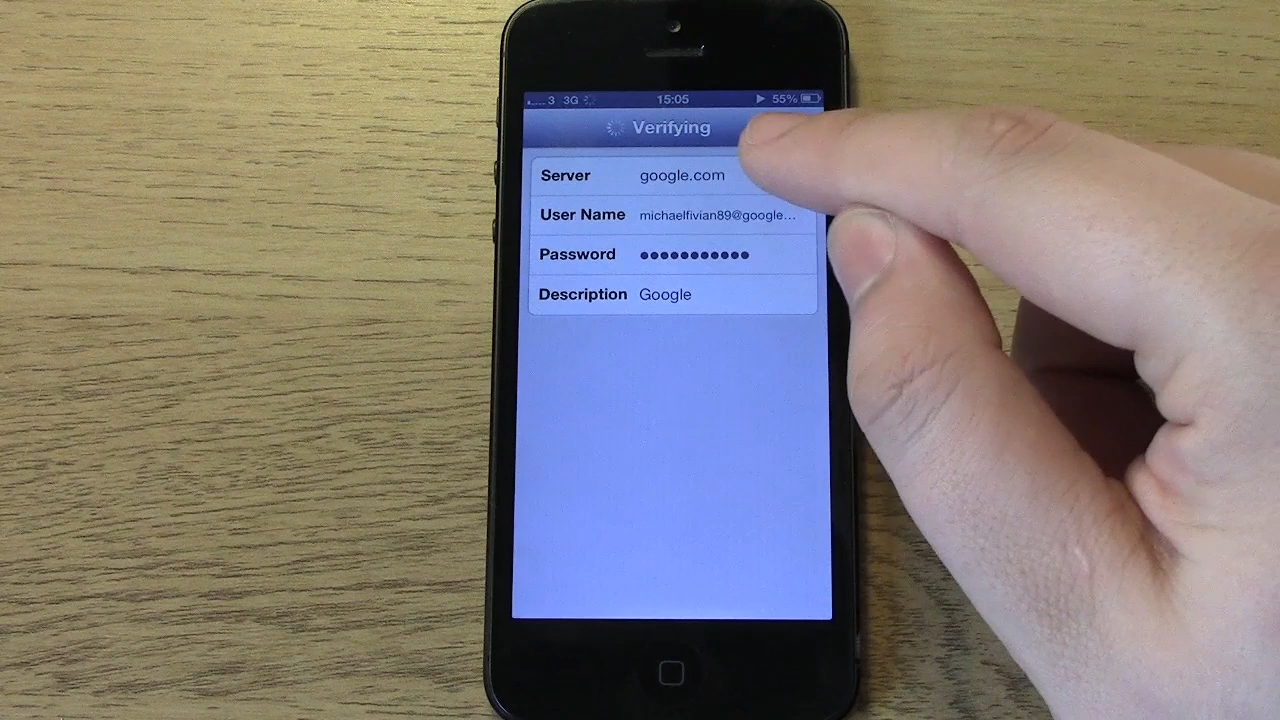 3 3G 15:05 55%
Verifying
Server google.com
User Name michaelfivian89@google...
Password ●●●●●●●●●●●
Description Google